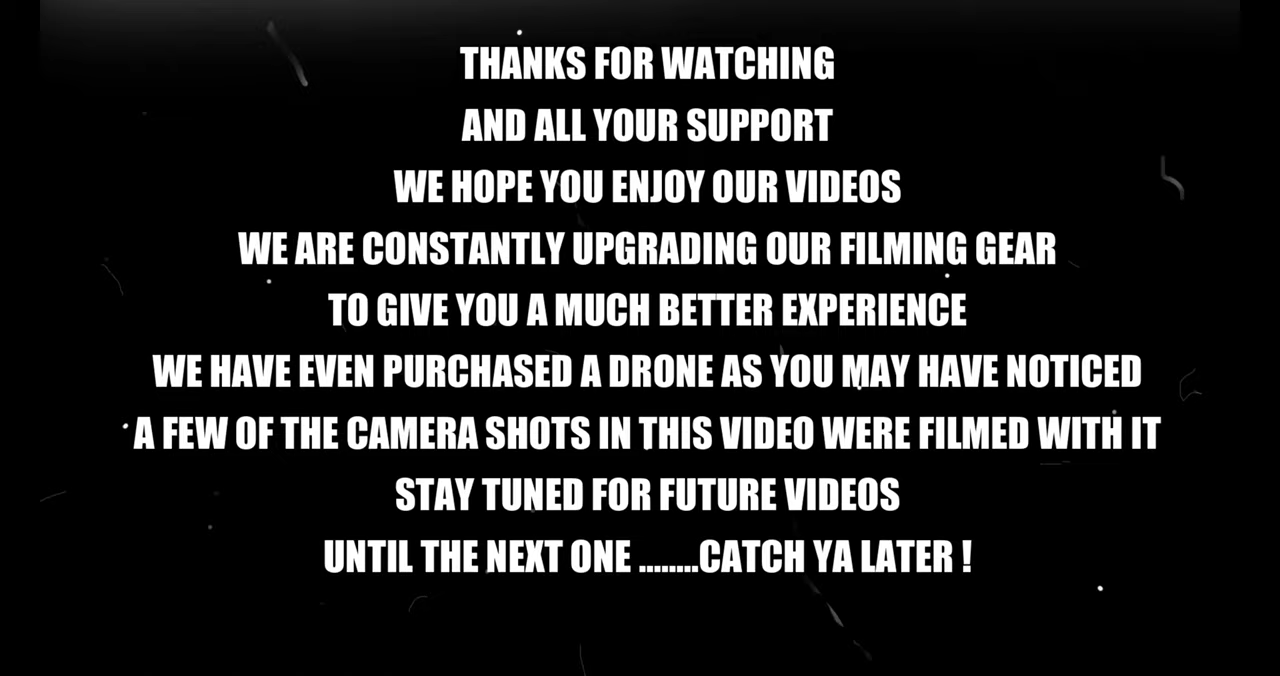 THANKS FOR WATCHING
AND ALL YOUR SUPPORT
WE HOPE YOU ENJOY OUR VIDEOS
WE ARE CONSTANTLY UPGRADING OUR FILMING GEAR
TO GIVE YOU A MUCH BETTER EXPERIENCE
WE HAVE EVEN PURCHASED A DRONE AS YOU MAY HAVE NOTICED
A FEW OF THE CAMERA SHOTS IN THIS VIDEO WERE FILMED WITH IT
STAY TUNED FOR FUTURE VIDEOS
UNTIL THE NEXT ONE ........CATCH YA LATER !